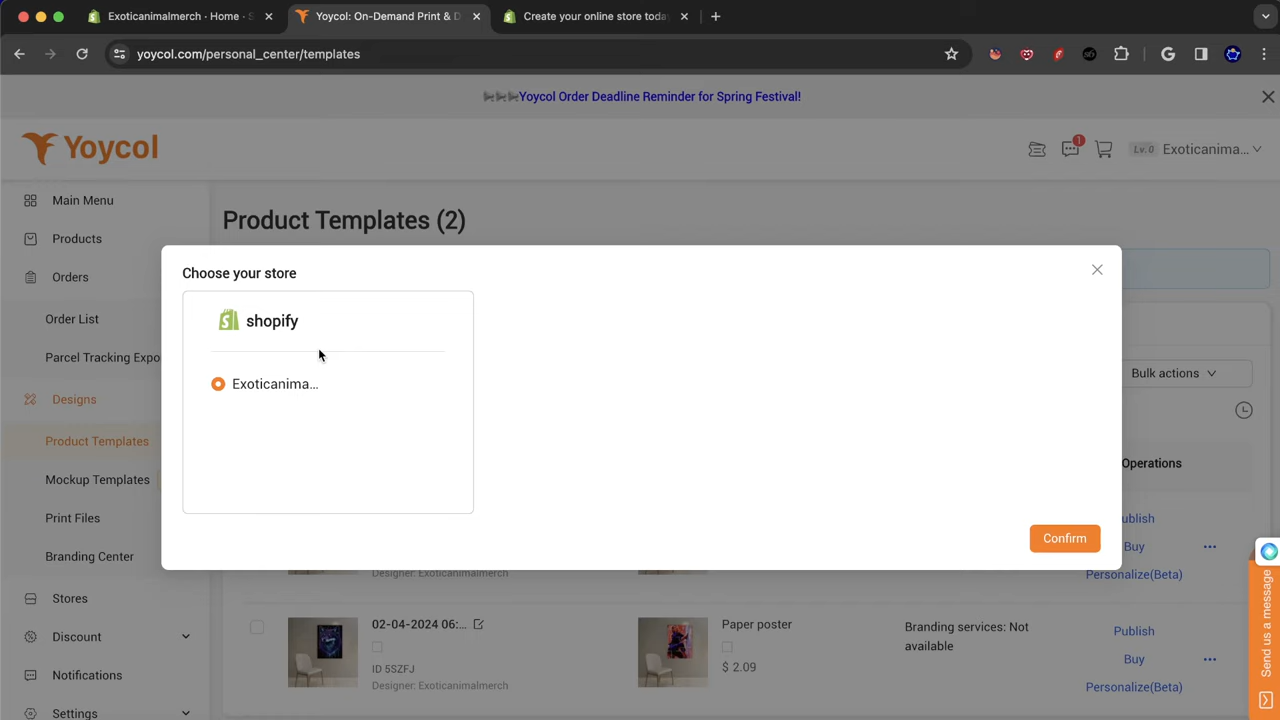 Exoticanimalmerch · Home · S
Yoycol: On-Demand Print & D
Create your online store toda
yoycol.com/personal_center/templates
Yoycol Order Deadline Reminder for Spring Festival!
Yoycol
1
Lv.0
Exoticanima...
Main Menu
Products
Orders
Order List
Parcel Tracking Expo
Designs
Product Templates
Mockup Templates
Print Files
Branding Center
Stores
Discount
Notifications
Settings
Product Templates (2)
Choose your store
shopify
Exoticanima...
Confirm
Bulk actions
Operations
ublish
Buy
Personalize(Beta)
Designer: Exoticanimalmerch
02-04-2024 06:...
ID 5SZFJ
Designer: Exoticanimalmerch
Paper poster
$ 2.09
Branding services: Not
available
Publish
Buy
Personalize(Beta)
Send us a message